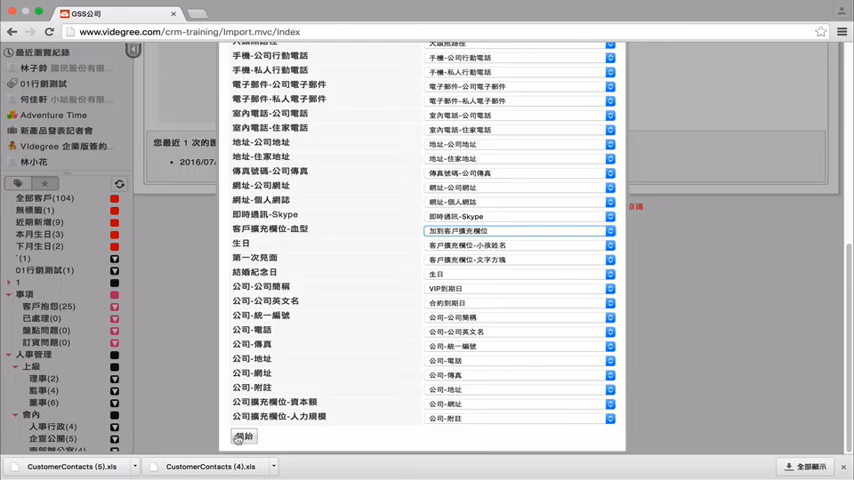 GSS公司
www.videgree.com/crm-training/Import.mvc/Index
最近瀏覽紀錄
林子鈴 國民股份有限...
01行銷測試
何佳軒 小站股份有限...
Adventure Time
新產品發表記者會
Videgree 企業版簽約...
林小花
全部客戶(104)
無標籤(1)
近期新增(9)
本月生日(3)
下月生日(2)
`(1)
01行銷測試(1)
1
事項
客戶抱怨(25)
已處理(0)
盤點問題(0)
訂貨問題(0)
人事管理
上級
理事(2)
監事(4)
董事(6)
會內
人事行政(4)
企宣公關(5)
您最近 1 次的匯
2016/07/
大頭照路徑
手機-公司行動電話 手機-公司行動電話
手機-私人行動電話 手機-私人行動電話
電子郵件-公司電子郵件 電子郵件-公司電子郵件
電子郵件-私人電子郵件 電子郵件-私人電子郵件
室內電話-公司電話 室內電話-公司電話
室內電話-住家電話 室內電話-住家電話
地址-公司地址 地址-公司地址
地址-住家地址 地址-住家地址
傳真號碼-公司傳真 傳真號碼-公司傳真
網址-公司網址 網址-公司網址
網址-個人網誌 網址-個人網誌
即時通訊-Skype 即時通訊-Skype
客戶擴充欄位-血型 加到客戶擴充欄位
生日 客戶擴充欄位-小孩姓名
第一次見面 客戶擴充欄位-文字方塊
結婚紀念日 生日
公司-公司簡稱 VIP到期日
公司-公司英文名 合約到期日
公司-統一編號 公司-公司簡稱
公司-電話 公司-公司英文名
公司-傳真 公司-統一編號
公司-地址 公司-電話
公司-網址 公司-傳真
公司-附註 公司-地址
公司擴充欄位-資本額 公司-網址
公司擴充欄位-人力規模 公司-附註
開始
CustomerContacts (5).xls
CustomerContacts (4).xls
全部顯示